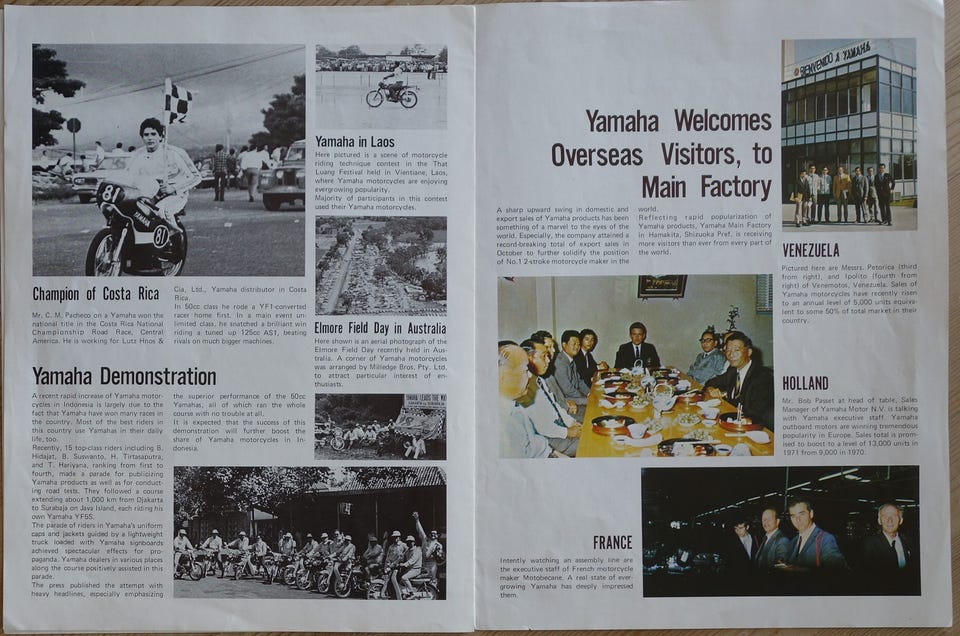 81
YAMAHA
81
Champion of Costa Rica
Mr. C. M. Pacheco on a Yamaha won the
national title in the Costa Rica National
Championship Road Race, Central
America. He is working for Lutz Hnos &
Cia, Ltd., Yamaha distributor in Costa
Rica.
In 50cc class he rode a YF1-converted
racer home first. In a main event un-
limited class, he snatched a brilliant win
riding a tuned up 125cc AS1, beating
rivals on much bigger machines.
Yamaha in Laos
Here pictured is a scene of motorcycle
riding technique contest in the That
Luang Festival held in Vientiane, Laos,
where Yamaha motorcycles are enjoying
evergrowing popularity.
Majority of participants in this contest
used their Yamaha motorcycles.
Elmore Field Day in Australia
Here shown is an aerial photograph of the
Elmore Field Day recently held in Aus-
tralia. A corner of Yamaha motorcycles
was arranged by Milledge Bros. Pty. Ltd.
to attract particular interest of en-
thusiasts.
Yamaha Demonstration
A recent rapid increase of Yamaha motor-
cycles in Indonesia is largely due to the
fact that Yamaha have won many races in
the country. Most of the best riders in
this country use Yamahas in their daily
life, too.
Recently, 15 top-class riders including B.
Hidajat, B. Suswanto, H. Tirtasaputra,
and T. Hariyana, ranking from first to
fourth, made a parade for publicizing
Yamaha products as well as for conduct-
ing road tests. They followed a course
extending about 1,000 km from Djakarta
to Surabaja on Java Island, each riding his
own Yamaha YF5S.
The parade of riders in Yamaha's uniform
caps and jackets guided by a lightweight
truck loaded with Yamaha signboards
achieved spectacular effects for pro-
paganda. Yamaha dealers in various places
along the course positively assisted in this
parade.
The press published the attempt with
heavy headlines, especially emphasizing
the superior performance of the 50cc
Yamahas, all of which ran the whole
course with no trouble at all.
It is expected that the success of this
demonstration will further boost the
share of Yamaha motorcycles in In-
donesia.
YAMAHA LEADS THE
Yamaha Welcomes
Overseas Visitors, to
Main Factory
A sharp upward swing in domestic and
export sales of Yamaha products has been
something of a marvel to the eyes of the
world. Especially, the company attained a
record-breaking total of export sales in
October to further solidify the position
of No.1 2-stroke motorcycle maker in the
world.
Reflecting rapid popularization of
Yamaha products, Yamaha Main Factory
in Hamakita, Shizuoka Pref, is receiving
more visitors than ever from every part of
the world.
BIENVENIDO A YAMAHA
VENEZUELA
Pictured here are Messrs. Petorica (third
from right), and Ipolito (fourth from
right) of Venemotos, Venezuela. Sales of
Yamaha motorcycles have recently risen
to an annual level of 5,000 units equiva-
lent to some 50% of total market in the
country.
HOLLAND
Mr. Bob Passet at head of table, Sales
Manager of Yamaha Motor N.V. is talking
with Yamaha executive staff. Yamaha
outboard motors are winning tremendous
popularity in Europe. Sales total is prom-
ised to boost to a level of 13,000 units in
1971 from 9,000 in 1970.
FRANCE
Intently watching an assembly line are
the executive staff of French motorcycle
maker Motobecane. A real state of ever-
growing Yamaha has deeply impressed
them.